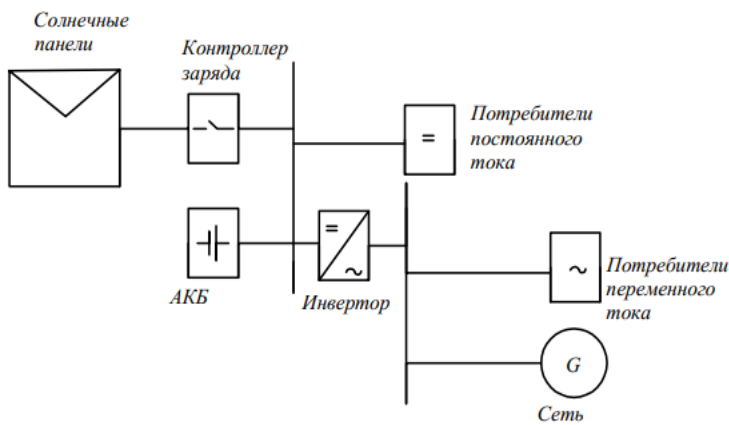 Солнечные
панели
Контроллер
заряда
=
Потребители
постоянного
тока
АКБ
=
~
Инвертор
~
Потребители
переменного
тока
G
Сеть